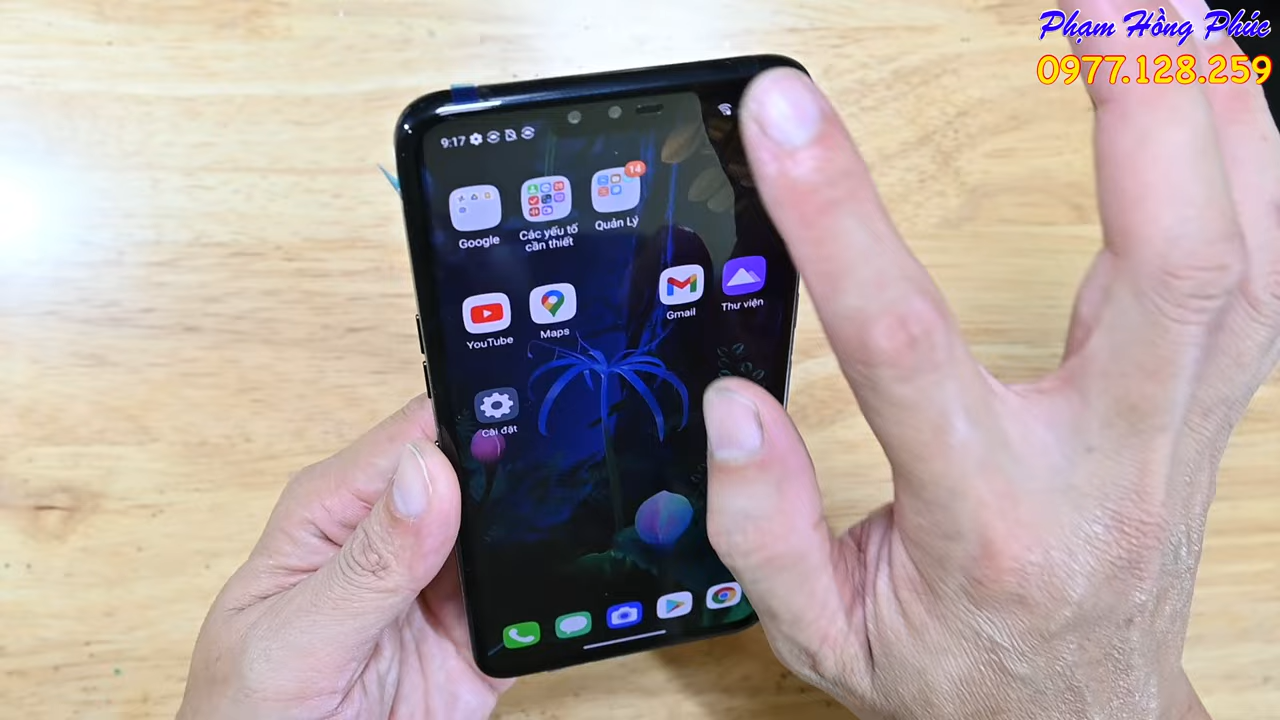 Phạm Hồng Phúc
0977.128.259
9:17
14
Google
Các yếu tố
cần thiết
Quản Lý
YouTube
Maps
Gmail
Thư viện
Cài đặt